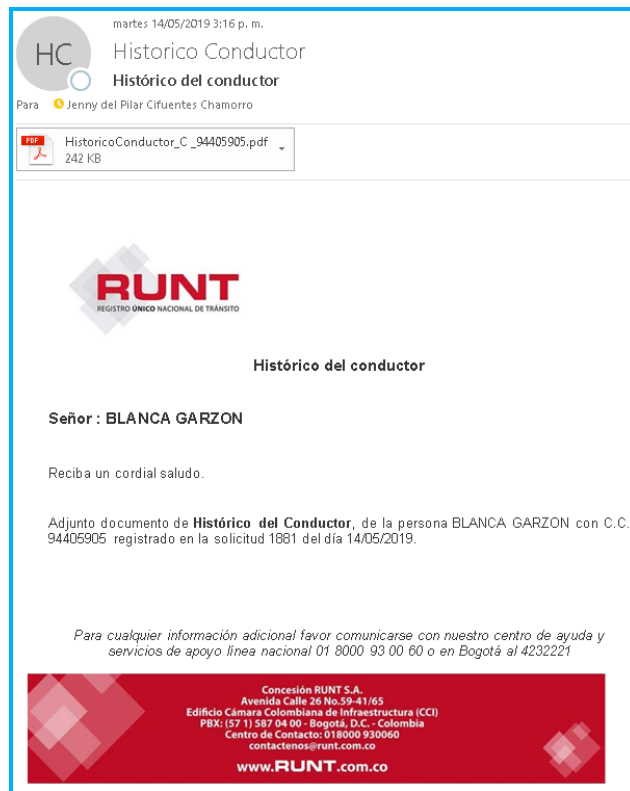 martes 14/05/2019 3:16 p. m.
HC
Historico Conductor
Histórico del conductor
Para Jenny del Pilar Cifuentes Chamorro
PDF
HistoricoConductor_C_94405905.pdf
242 KB
RUNT
REGISTRO ÚNICO NACIONAL DE TRÁNSITO
Histórico del conductor
Señor : BLANCA GARZON
Reciba un cordial saludo.
Adjunto documento de Histórico del Conductor, de la persona BLANCA GARZON con C.C.
94405905 registrado en la solicitud 1881 del día 14/05/2019.
Para cualquier información adicional favor comunicarse con nuestro centro de ayuda y
servicios de apoyo línea nacional 01 8000 93 00 60 o en Bogotá al 4232221
Concesión RUNT S.A.
Avenida Calle 26 No.59-41/65
Edificio Cámara Colombiana de Infraestructura (CCI)
PBX: (57 1) 587 04 00 - Bogotá, D.C. - Colombia
Centro de Contacto: 018000 930060
contactenos@runt.com.co
www.RUNT.com.co